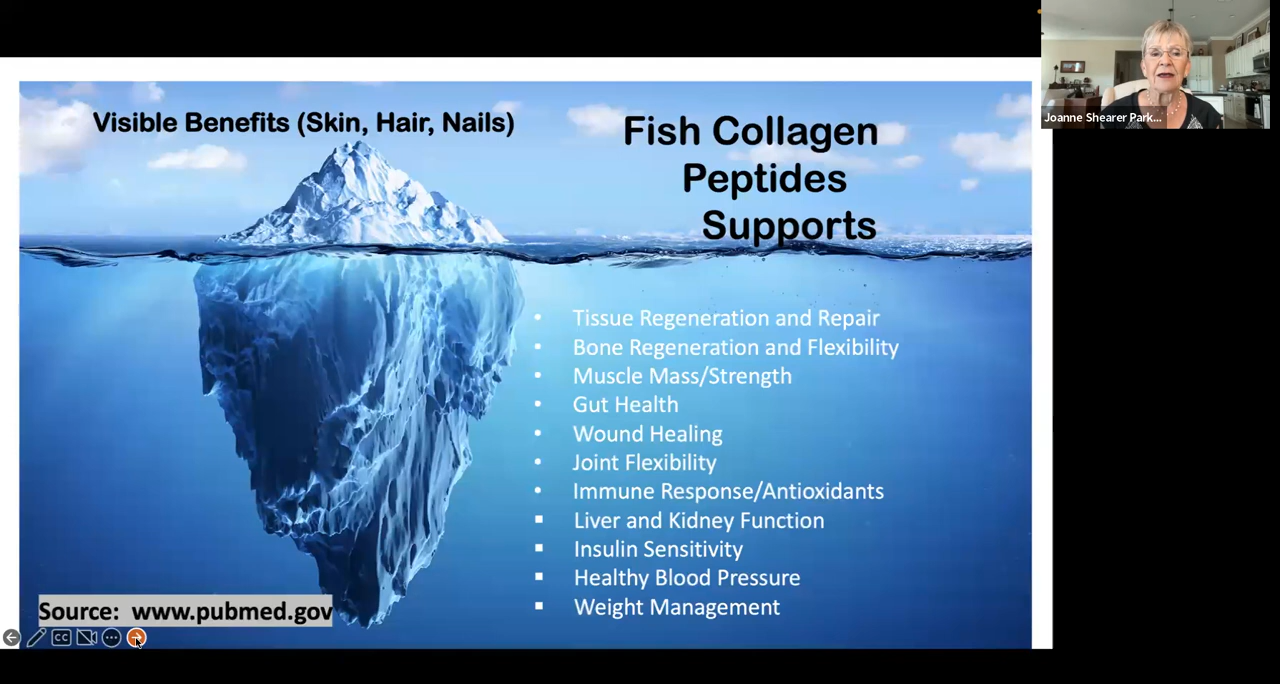 Visible Benefits (Skin, Hair, Nails)
Fish Collagen
Peptides
Supports
Joanne Shearer Park...
• Tissue Regeneration and Repair
• Bone Regeneration and Flexibility
• Muscle Mass/Strength
• Gut Health
• Wound Healing
• Joint Flexibility
• Immune Response/Antioxidants
▪ Liver and Kidney Function
▪ Insulin Sensitivity
▪ Healthy Blood Pressure
▪ Weight Management
Source: www.pubmed.gov
CC